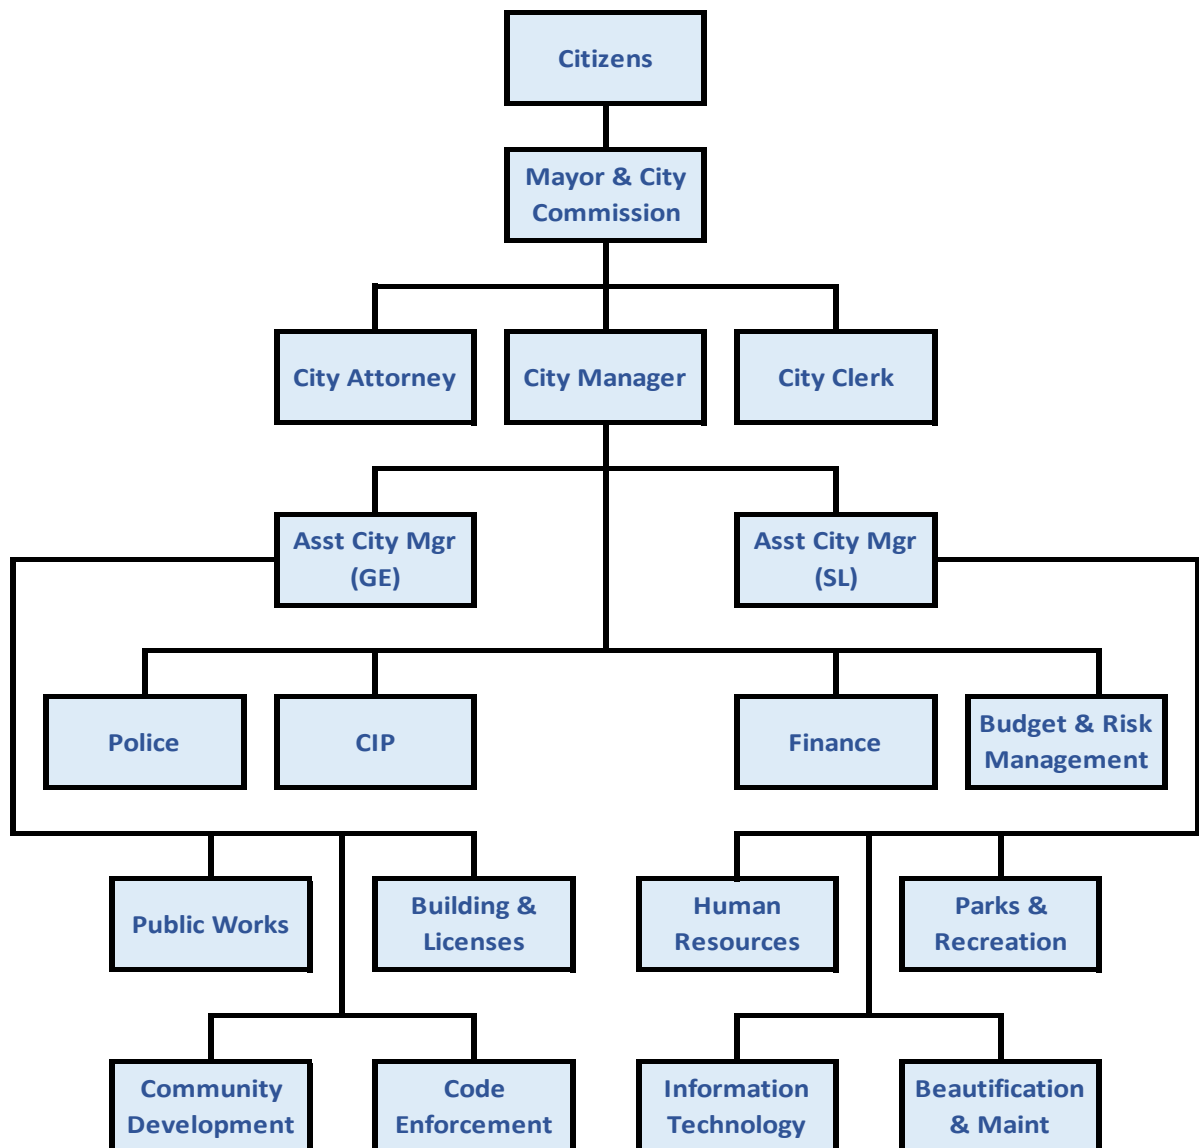 Citizens
Mayor & City
Commission
City Attorney
City Manager
City Clerk
Asst City Mgr
(GE)
Asst City Mgr
(SL)
Police
CIP
Finance
Budget & Risk
Management
Public Works
Building &
Licenses
Human
Resources
Parks &
Recreation
Community
Development
Code
Enforcement
Information
Technology
Beautification
& Maint